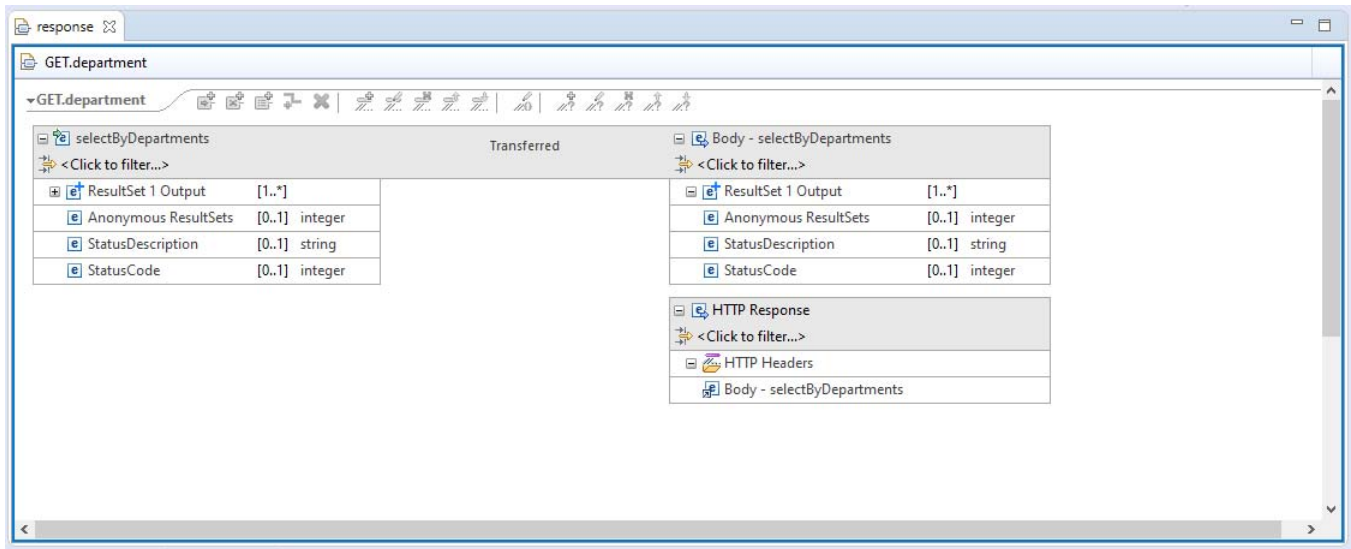 response
GET.department
GET.department
selectByDepartments
Transferred
Body - selectByDepartments
<Click to filter...>
<Click to filter...>
ResultSet 1 Output [1..*]
ResultSet 1 Output [1..*]
Anonymous ResultSets [0..1] integer
Anonymous ResultSets [0..1] integer
StatusDescription [0..1] string
StatusDescription [0..1] string
StatusCode [0..1] integer
StatusCode [0..1] integer
HTTP Response
<Click to filter...>
HTTP Headers
Body - selectByDepartments